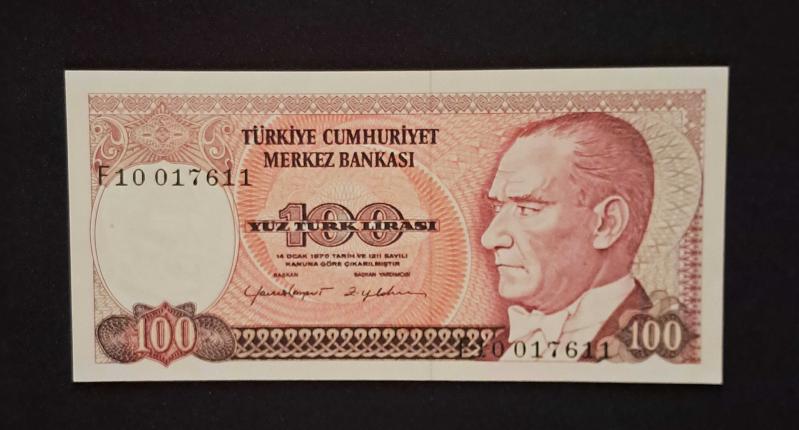 TÜRKİYE CUMHURİYET
MERKEZ BANKASI
F10 017611
100
YÜZ TÜRK LİRASI
14 OCAK 1970 TARİH VE 1211 SAYILI
KANUNA GÖRE ÇIKARILMIŞTIR
BAŞKAN BAŞKAN YARDIMCISI
100
F10 017611
100